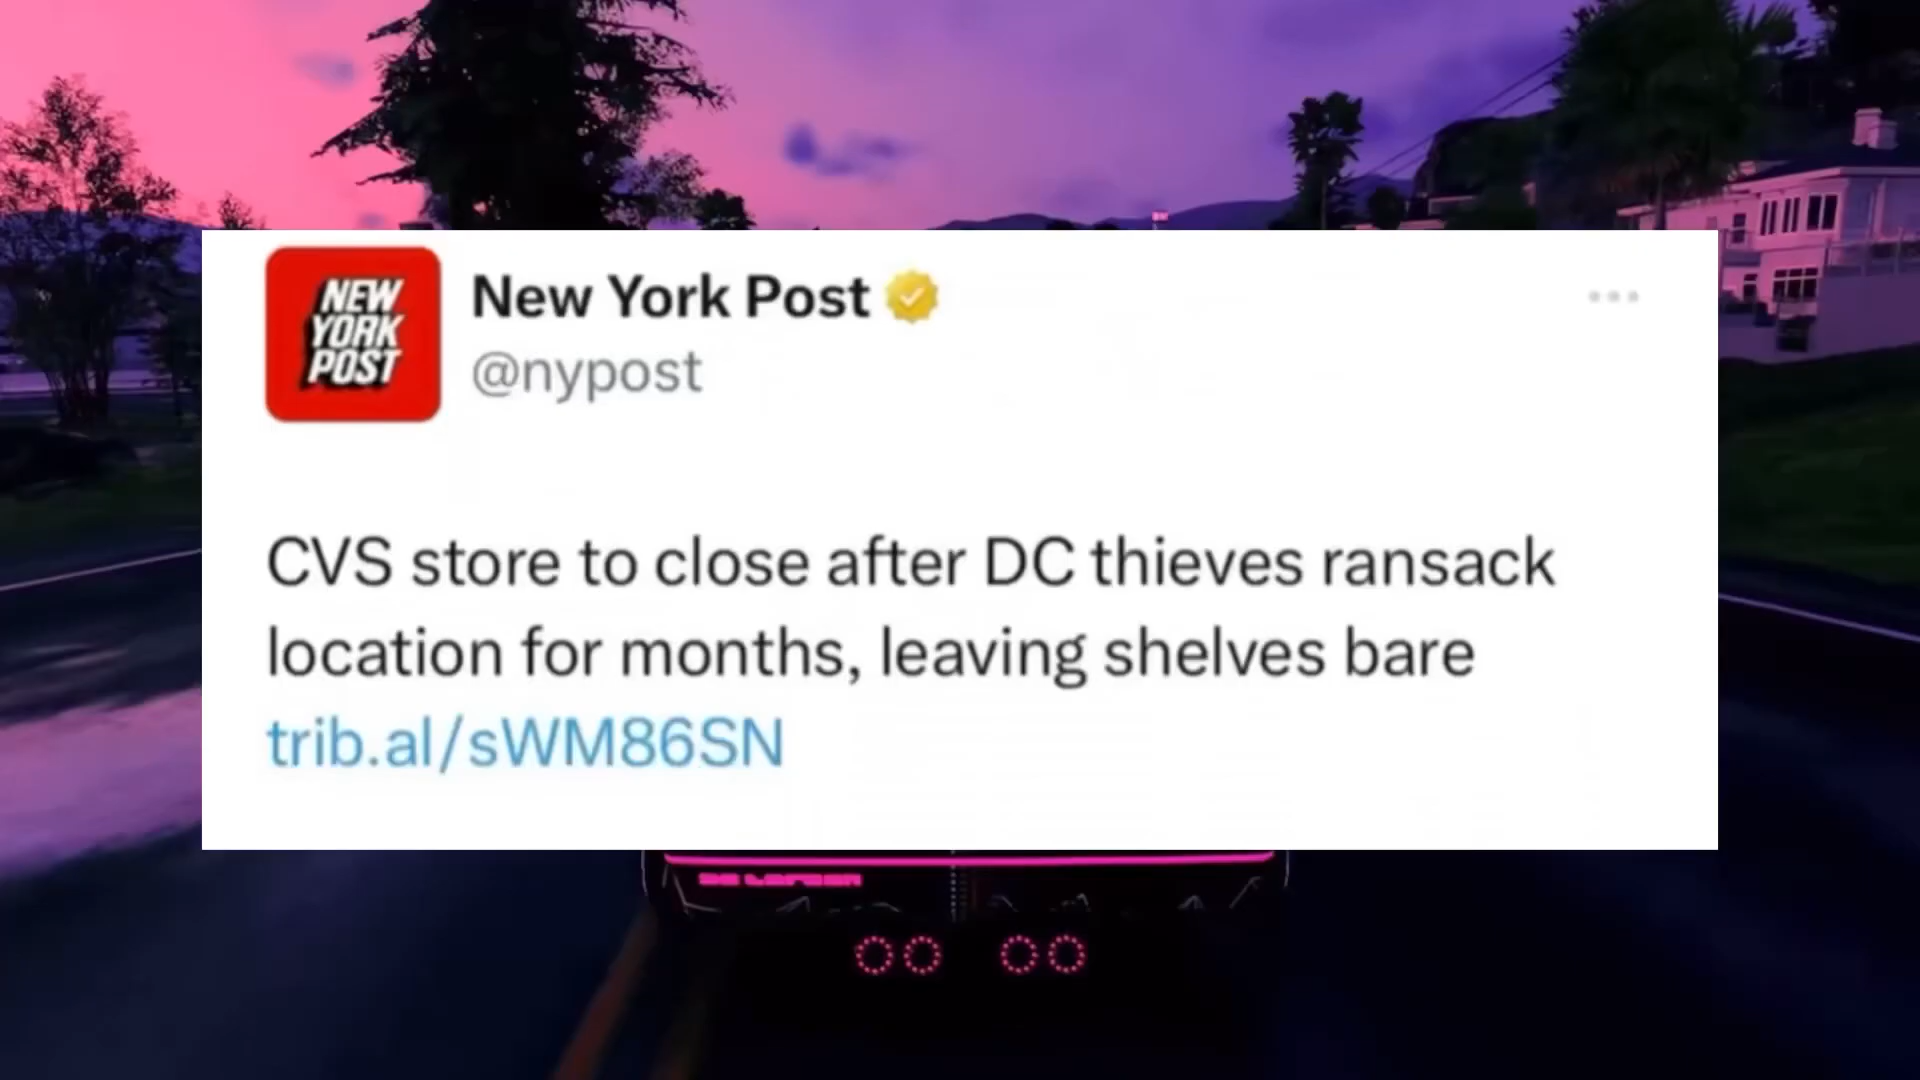 NEW
YORK
POST
New York Post
@nypost
CVS store to close after DC thieves ransack
location for months, leaving shelves bare
trib.al/sWM86SN